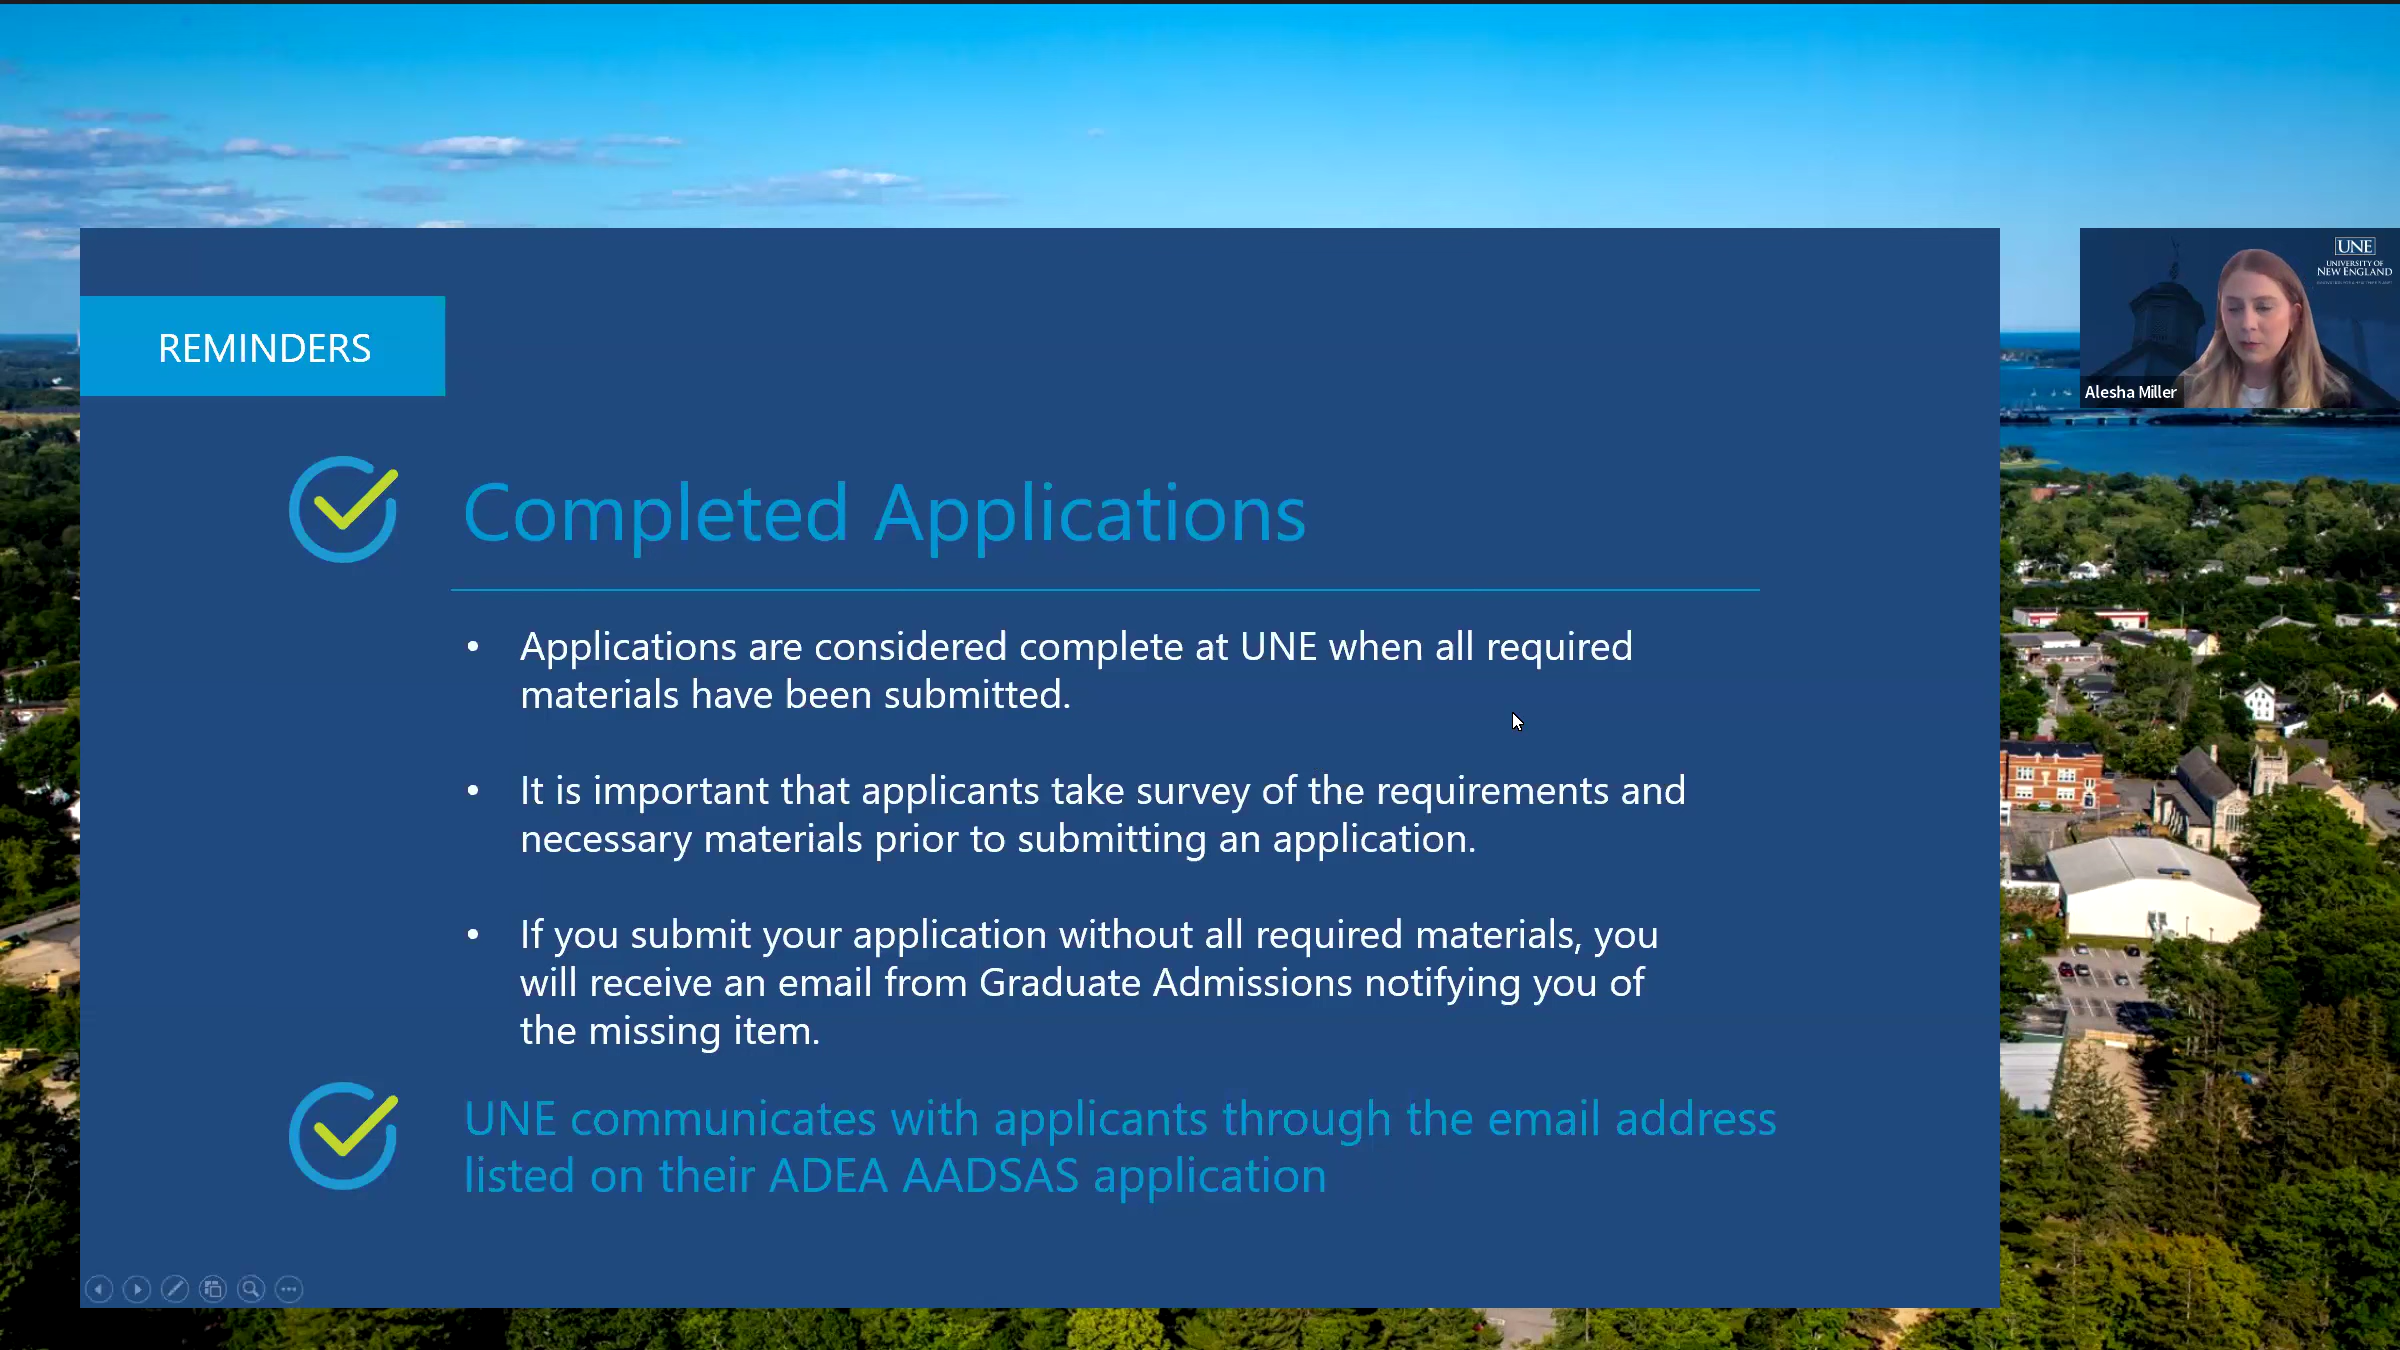 REMINDERS
Completed Applications
• Applications are considered complete at UNE when all required
materials have been submitted.
• It is important that applicants take survey of the requirements and
necessary materials prior to submitting an application.
• If you submit your application without all required materials, you
will receive an email from Graduate Admissions notifying you of
the missing item.
UNE communicates with applicants through the email address
listed on their ADEA AADSAS application
UNE
UNIVERSITY OF
NEW ENGLAND
Alesha Miller